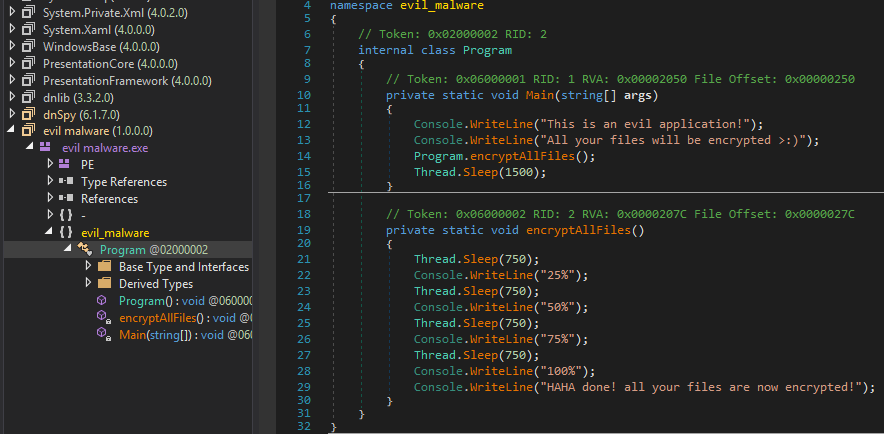 System.Private.Xml (4.0.2.0)
System.Xaml (4.0.0.0)
WindowsBase (4.0.0.0)
PresentationCore (4.0.0.0)
PresentationFramework (4.0.0.0)
dnlib (3.3.2.0)
dnSpy (6.1.7.0)
evil malware (1.0.0.0)
evil malware.exe
PE
Type References
References
{ } -
{ } evil_malware
Program @02000002
Base Type and Interfaces
Derived Types
Program() : void @060000
encryptAllFiles() : void @0
Main(string[]) : void @060
4 namespace evil_malware
5 {
6 // Token: 0x02000002 RID: 2
7 internal class Program
8 {
9 // Token: 0x06000001 RID: 1 RVA: 0x00002050 File Offset: 0x00000250
10 private static void Main(string[] args)
11 {
12 Console.WriteLine("This is an evil application!");
13 Console.WriteLine("All your files will be encrypted >:)");
14 Program.encryptAllFiles();
15 Thread.Sleep(1500);
16 }
17
18 // Token: 0x06000002 RID: 2 RVA: 0x0000207C File Offset: 0x0000027C
19 private static void encryptAllFiles()
20 {
21 Thread.Sleep(750);
22 Console.WriteLine("25%");
23 Thread.Sleep(750);
24 Console.WriteLine("50%");
25 Thread.Sleep(750);
26 Console.WriteLine("75%");
27 Thread.Sleep(750);
28 Console.WriteLine("100%");
29 Console.WriteLine("HAHA done! all your files are now encrypted!");
30 }
31 }
32 }